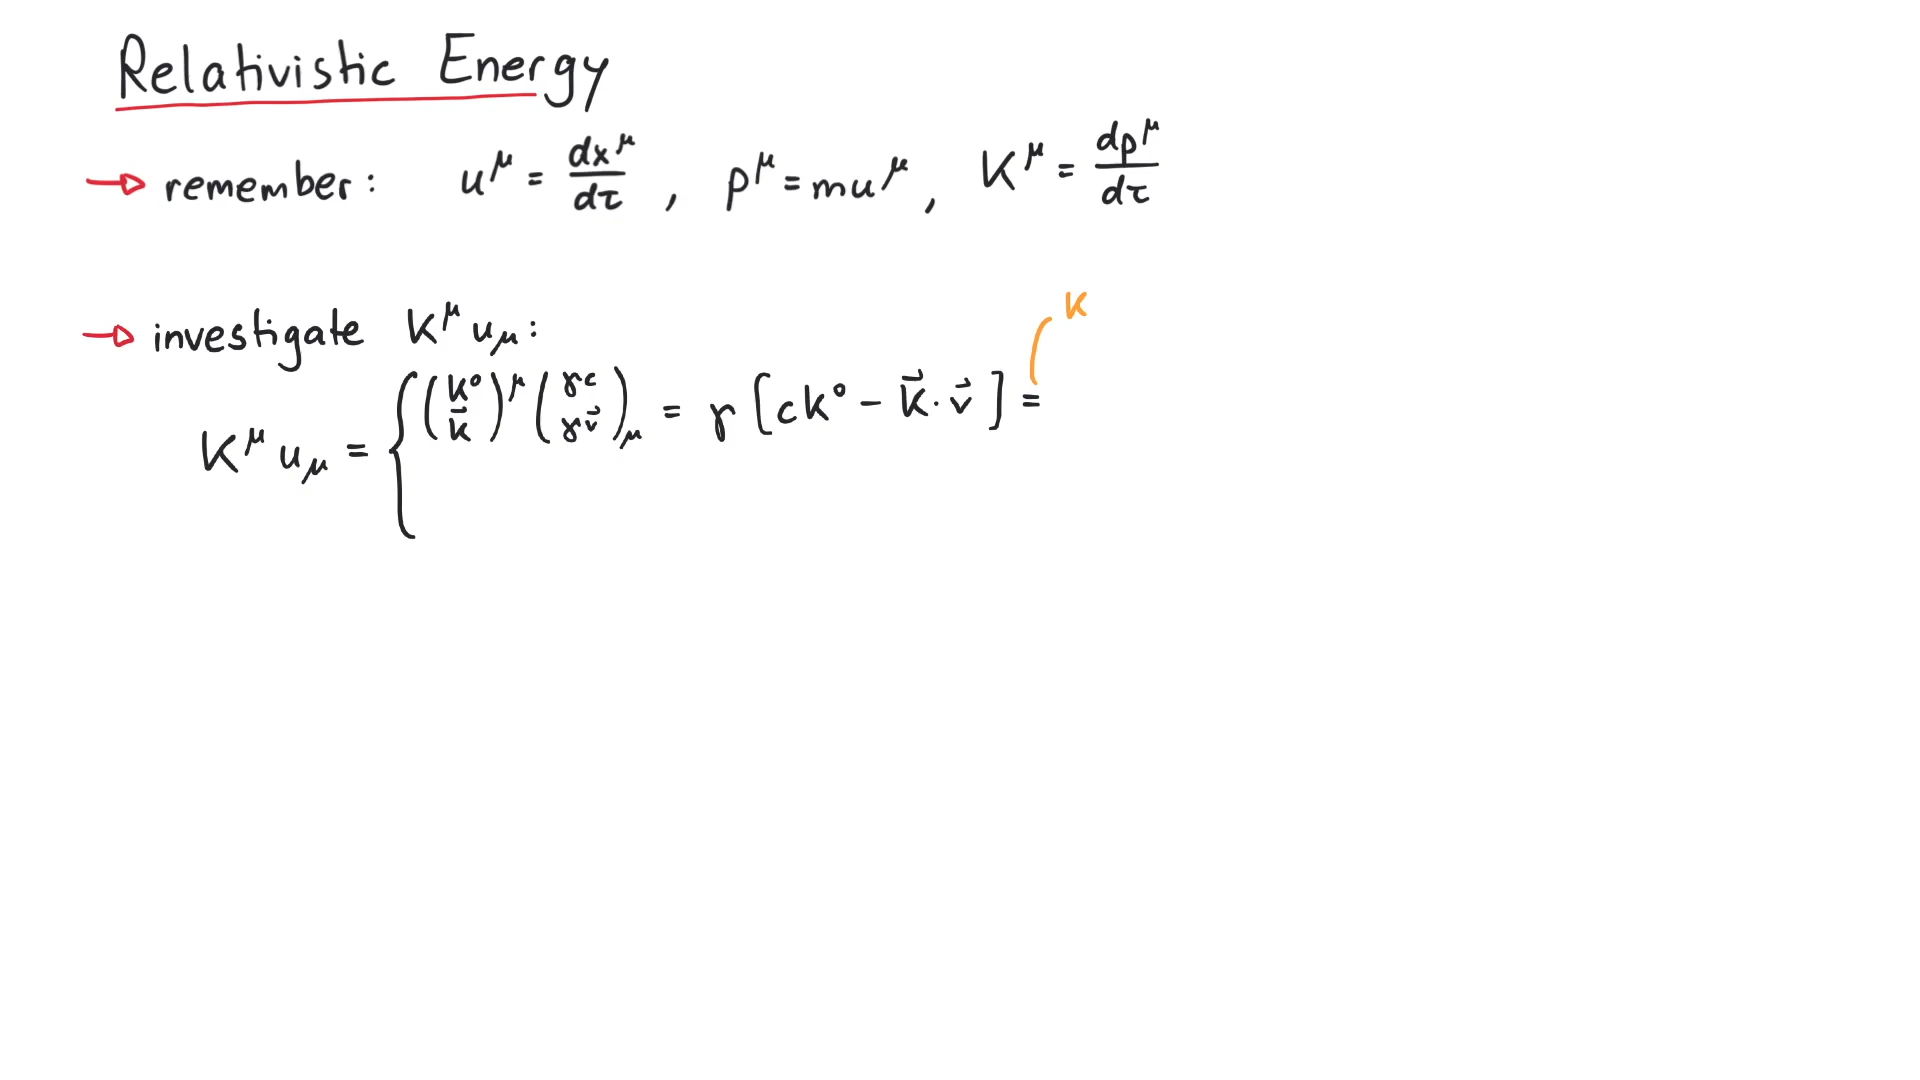 Relativistic Energy
→ remember: u^μ = dx^μ/dτ , p^μ = mu^μ , K^μ = dp^μ/dτ
→ investigate K^μ u_μ:
K
K^μ u_μ = { (K⁰ K⃗)^μ (γc γv⃗)_μ = γ [cK⁰ − K⃗·v⃗] =